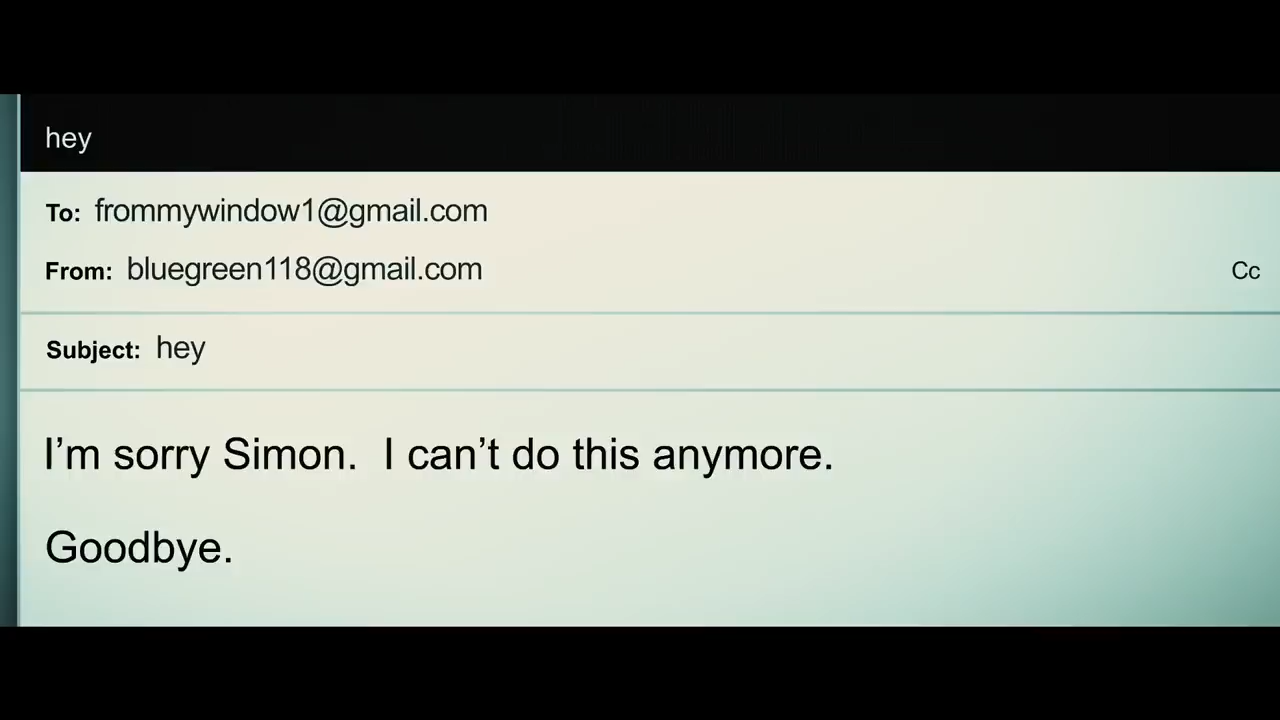 hey
To: frommywindow1@gmail.com
From: bluegreen118@gmail.com
Cc
Subject: hey
I’m sorry Simon.  I can’t do this anymore.
Goodbye.